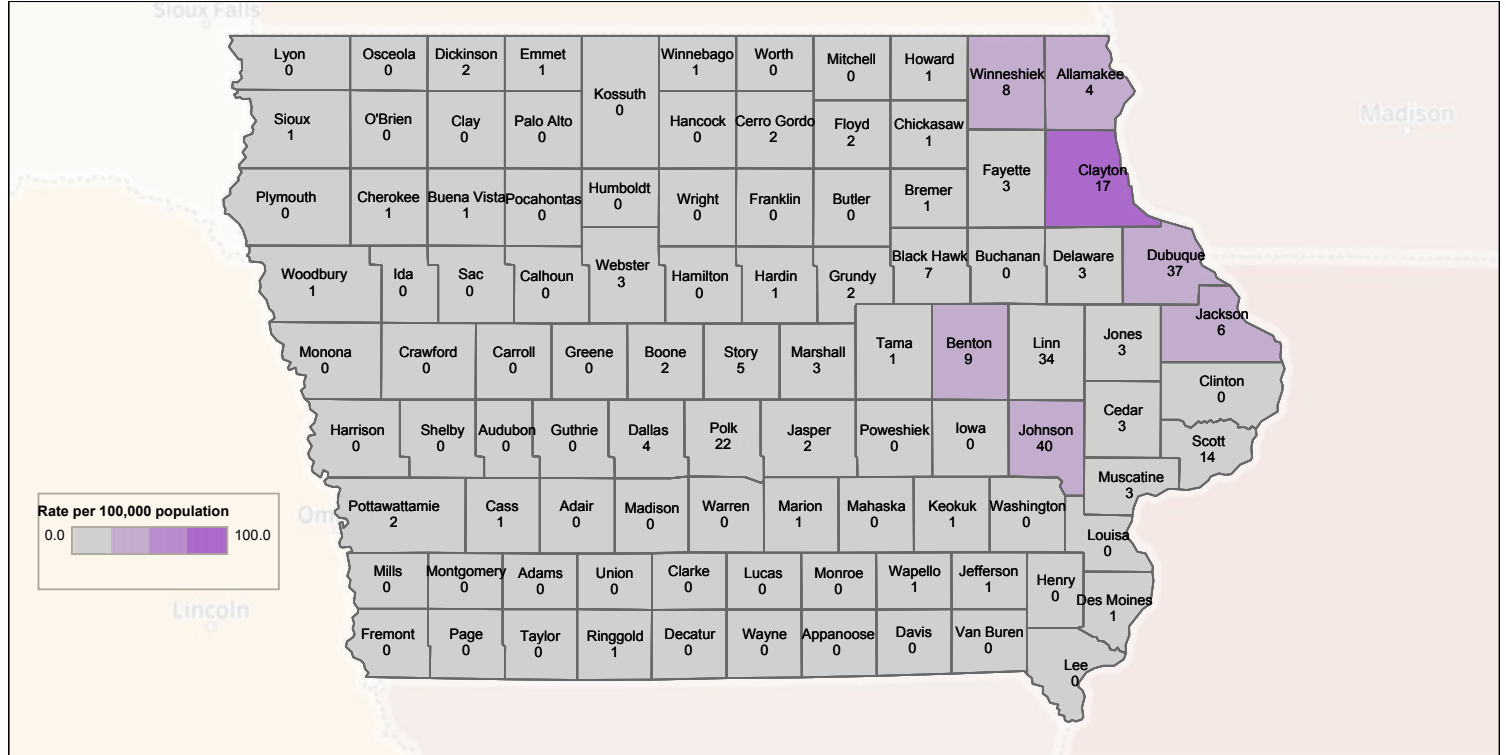 Sioux Falls
Lyon
0
Osceola
0
Dickinson
2
Emmet
1
Kossuth
0
Winnebago
1
Worth
0
Mitchell
0
Howard
1
Winneshiek
8
Allamakee
4
Madison
Sioux
1
O'Brien
0
Clay
0
Palo Alto
0
Hancock
0
Cerro Gordo
2
Floyd
2
Chickasaw
1
Fayette
3
Clayton
17
Plymouth
0
Cherokee
1
Buena Vista
1
Pocahontas
0
Humboldt
0
Wright
0
Franklin
0
Butler
0
Bremer
1
Woodbury
1
Ida
0
Sac
0
Calhoun
0
Webster
3
Hamilton
0
Hardin
1
Grundy
2
Black Hawk
7
Buchanan
0
Delaware
3
Dubuque
37
Jackson
6
Monona
0
Crawford
0
Carroll
0
Greene
0
Boone
2
Story
5
Marshall
3
Tama
1
Benton
9
Linn
34
Jones
3
Clinton
0
Harrison
0
Shelby
0
Audubon
0
Guthrie
0
Dallas
4
Polk
22
Jasper
2
Poweshiek
0
Iowa
0
Johnson
40
Cedar
3
Scott
14
Muscatine
3
Rate per 100,000 population
0.0
100.0
Om
Pottawattamie
2
Cass
1
Adair
0
Madison
0
Warren
0
Marion
1
Mahaska
0
Keokuk
1
Washington
0
Louisa
0
Mills
0
Montgomery
0
Adams
0
Union
0
Clarke
0
Lucas
0
Monroe
0
Wapello
1
Jefferson
1
Henry
0
Des Moines
1
Lincoln
Fremont
0
Page
0
Taylor
0
Ringgold
1
Decatur
0
Wayne
0
Appanoose
0
Davis
0
Van Buren
0
Lee
0